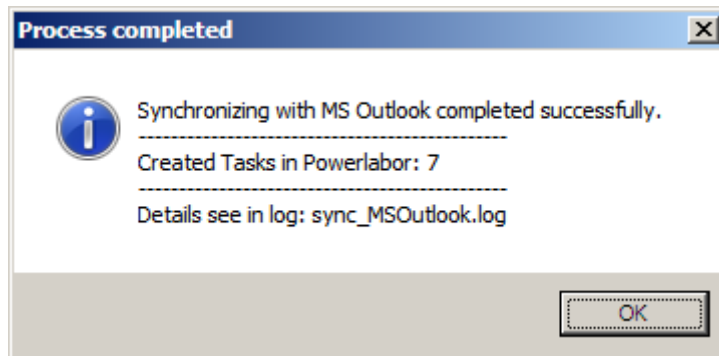 Process completed
Synchronizing with MS Outlook completed successfully.
---------------------------------------------
Created Tasks in Powerlabor: 7
---------------------------------------------
Details see in log: sync_MSOutlook.log
OK